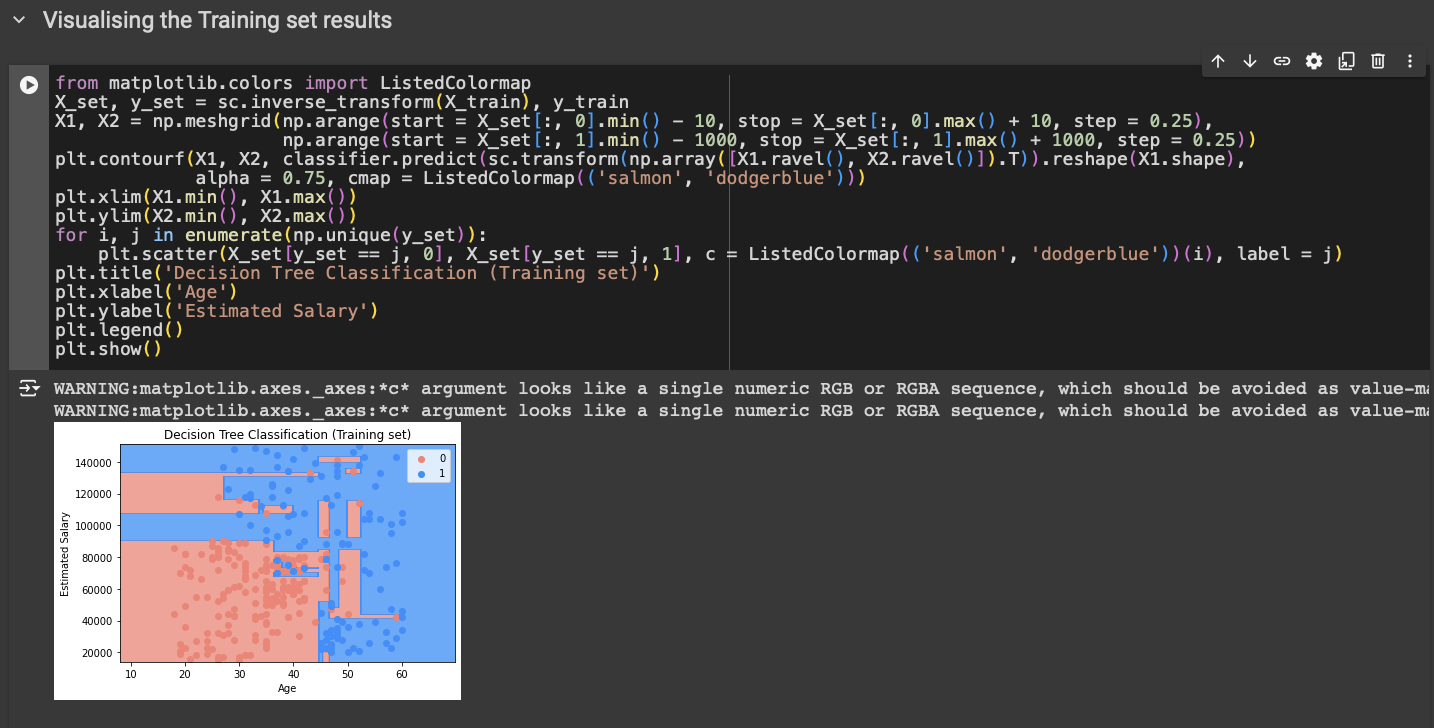 Visualising the Training set results
from matplotlib.colors import ListedColormap
X_set, y_set = sc.inverse_transform(X_train), y_train
X1, X2 = np.meshgrid(np.arange(start = X_set[:, 0].min() - 10, stop = X_set[:, 0].max() + 10, step = 0.25),
                     np.arange(start = X_set[:, 1].min() - 1000, stop = X_set[:, 1].max() + 1000, step = 0.25))
plt.contourf(X1, X2, classifier.predict(sc.transform(np.array([X1.ravel(), X2.ravel()]).T)).reshape(X1.shape),
             alpha = 0.75, cmap = ListedColormap(('salmon', 'dodgerblue')))
plt.xlim(X1.min(), X1.max())
plt.ylim(X2.min(), X2.max())
for i, j in enumerate(np.unique(y_set)):
    plt.scatter(X_set[y_set == j, 0], X_set[y_set == j, 1], c = ListedColormap(('salmon', 'dodgerblue'))(i), label = j)
plt.title('Decision Tree Classification (Training set)')
plt.xlabel('Age')
plt.ylabel('Estimated Salary')
plt.legend()
plt.show()
WARNING:matplotlib.axes._axes:*c* argument looks like a single numeric RGB or RGBA sequence, which should be avoided as value-ma
WARNING:matplotlib.axes._axes:*c* argument looks like a single numeric RGB or RGBA sequence, which should be avoided as value-ma
Decision Tree Classification (Training set)
0
1
140000
120000
100000
80000
60000
40000
20000
Estimated Salary
10 20 30 40 50 60
Age